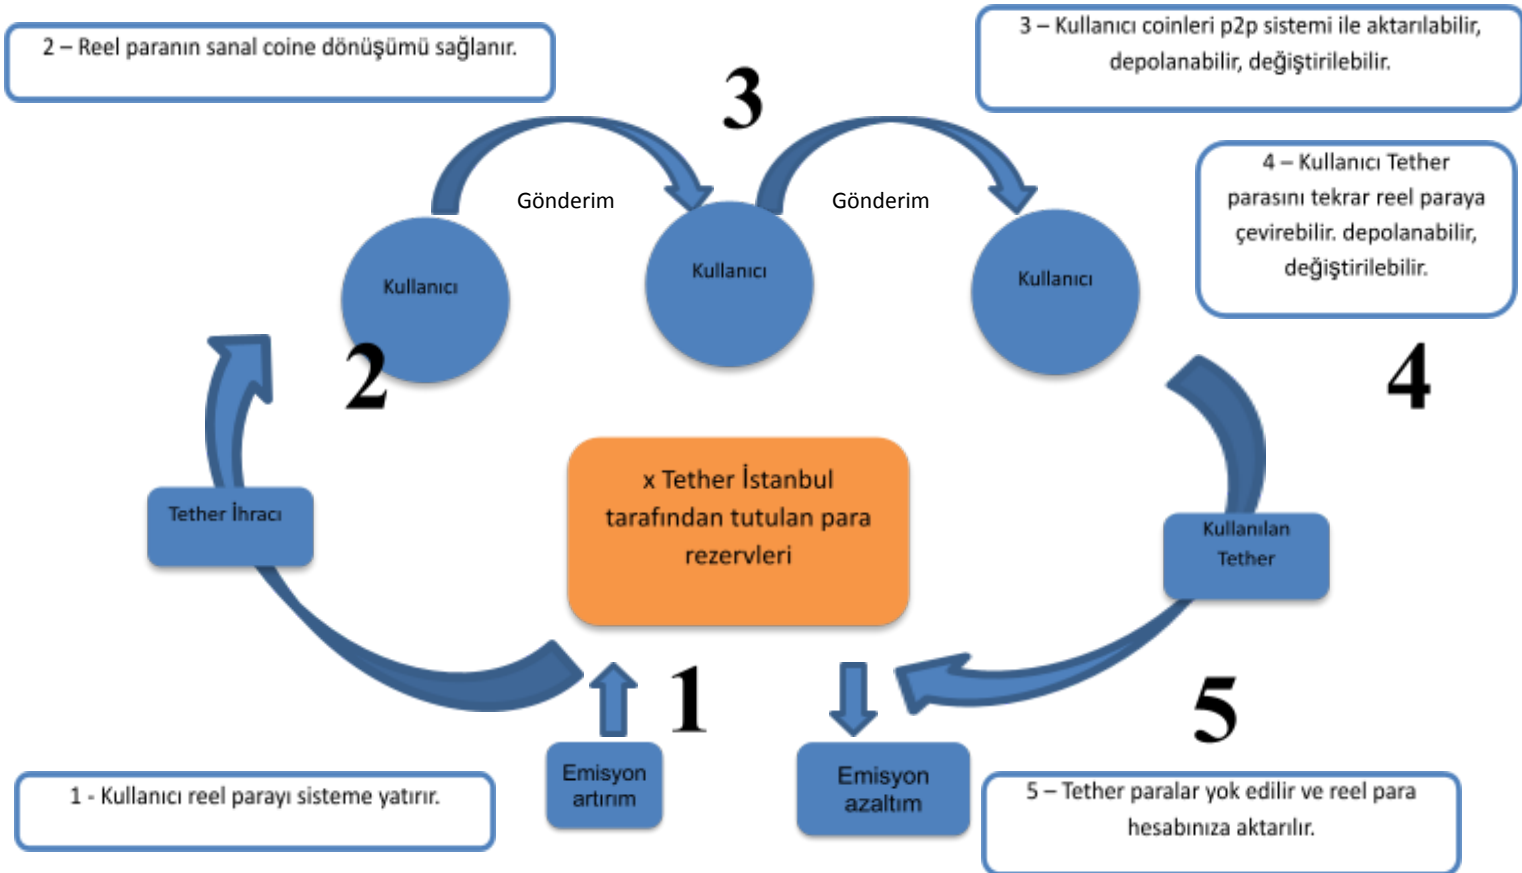 2 – Reel paranın sanal coine dönüşümü sağlanır.
3 – Kullanıcı coinleri p2p sistemi ile aktarılabilir,
depolanabilir, değiştirilebilir.
3
4 – Kullanıcı Tether
parasını tekrar reel paraya
çevirebilir. depolanabilir,
değiştirilebilir.
Gönderim
Gönderim
Kullanıcı
Kullanıcı
Kullanıcı
2
4
x Tether İstanbul
tarafından tutulan para
rezervleri
Tether İhracı
Kullanılan
Tether
1
5
Emisyon
artırım
Emisyon
azaltım
1 - Kullanıcı reel parayı sisteme yatırır.
5 – Tether paralar yok edilir ve reel para
hesabınıza aktarılır.